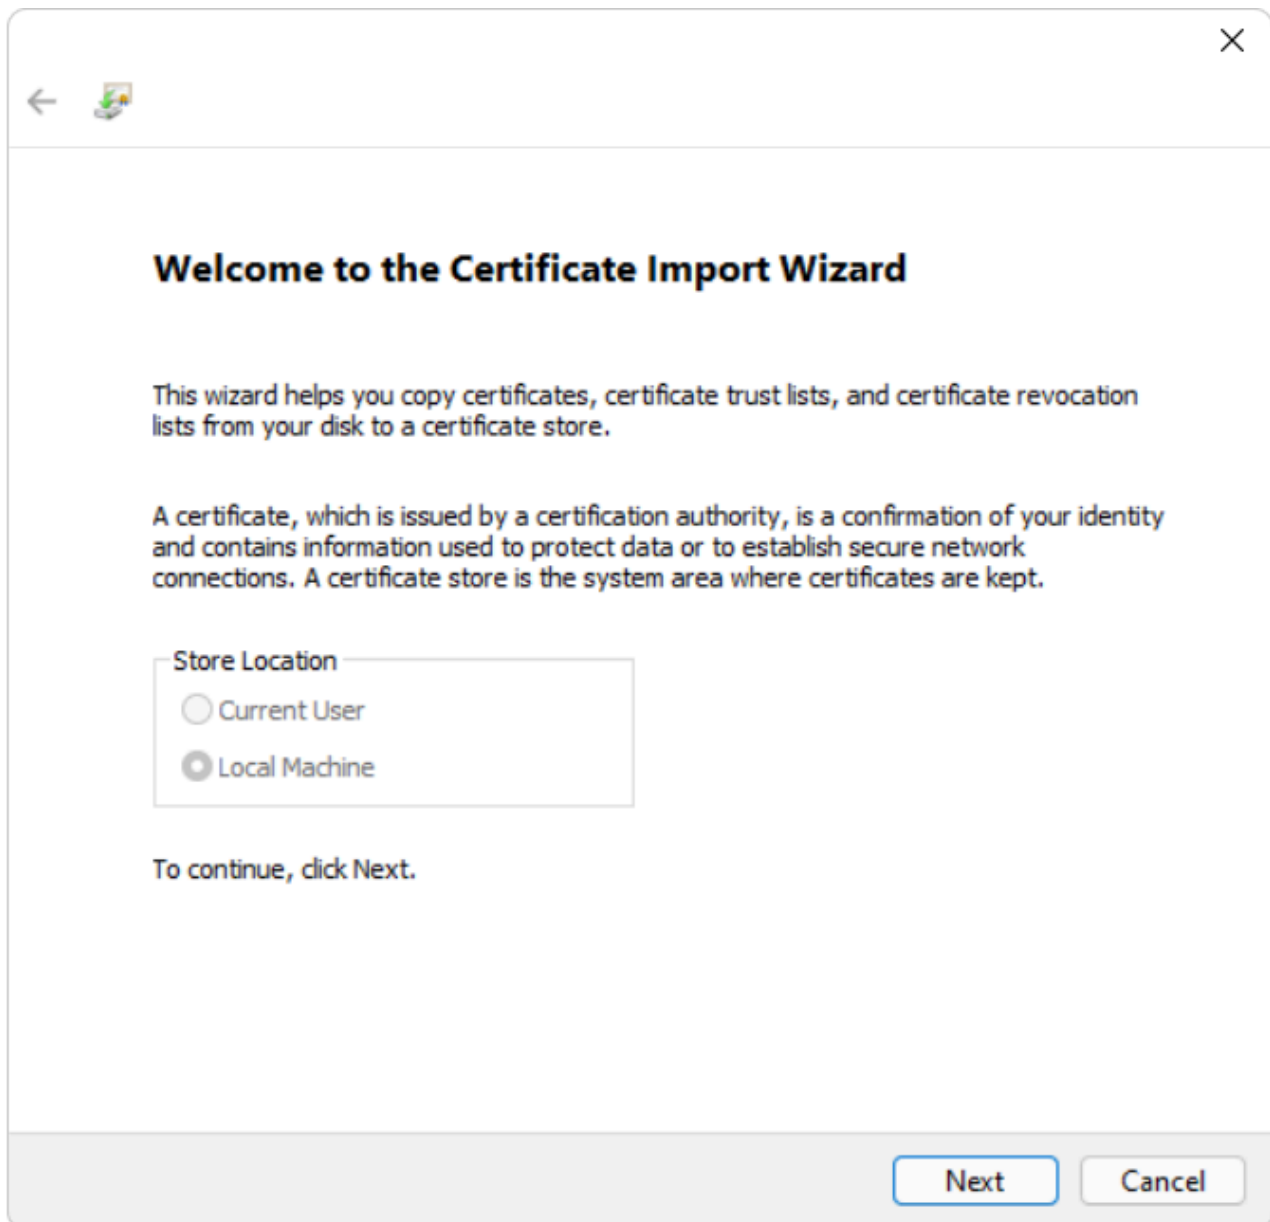 Welcome to the Certificate Import Wizard
This wizard helps you copy certificates, certificate trust lists, and certificate revocation
lists from your disk to a certificate store.
A certificate, which is issued by a certification authority, is a confirmation of your identity
and contains information used to protect data or to establish secure network
connections. A certificate store is the system area where certificates are kept.
Store Location
Current User
Local Machine
To continue, click Next.
Next
Cancel